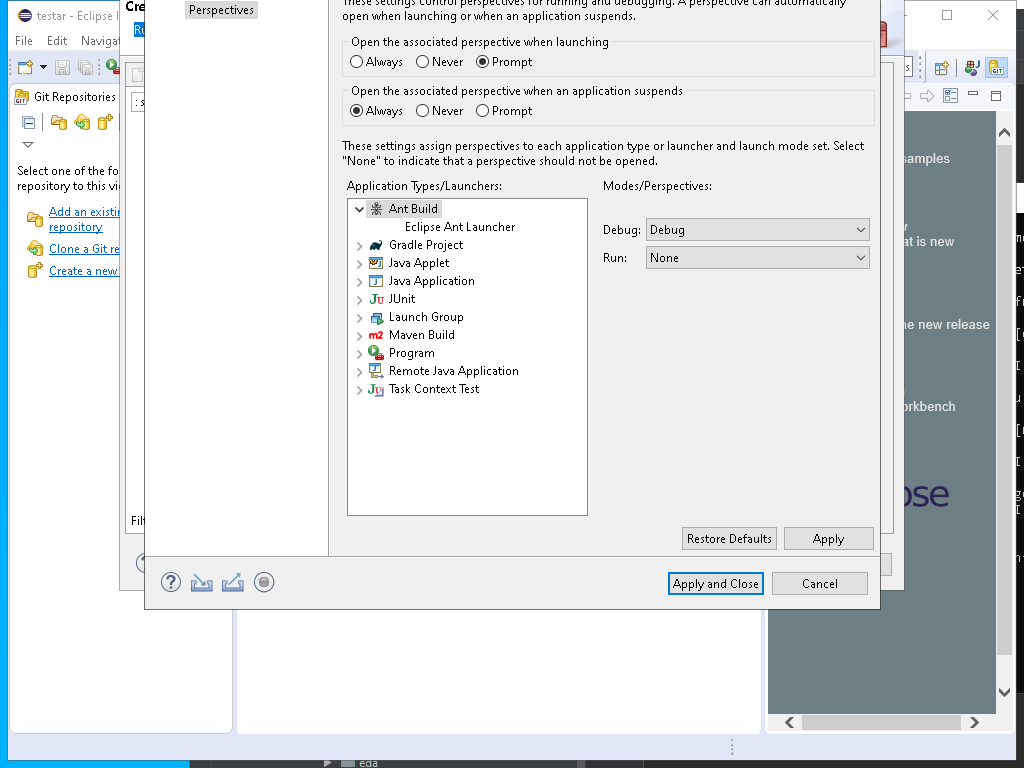 testar - Eclipse
Cre
File Edit Navigat
Ru
Git Repositories
Select one of the fo
repository to this vi
Add an existin
repository
Clone a Git re
Create a new
: s
Filt
Perspectives
These settings control perspectives for running and debugging. A perspective can automatically
open when launching or when an application suspends.
Open the associated perspective when launching
Always Never Prompt
Open the associated perspective when an application suspends
Always Never Prompt
These settings assign perspectives to each application type or launcher and launch mode set. Select
"None" to indicate that a perspective should not be opened.
Application Types/Launchers:
Modes/Perspectives:
Ant Build
Eclipse Ant Launcher
Gradle Project
Java Applet
Java Application
JUnit
Launch Group
Maven Build
Program
Remote Java Application
Task Context Test
Debug: Debug
Run: None
Restore Defaults Apply
Apply and Close Cancel
samples
at is new
ne new release
orkbench
ose
eda